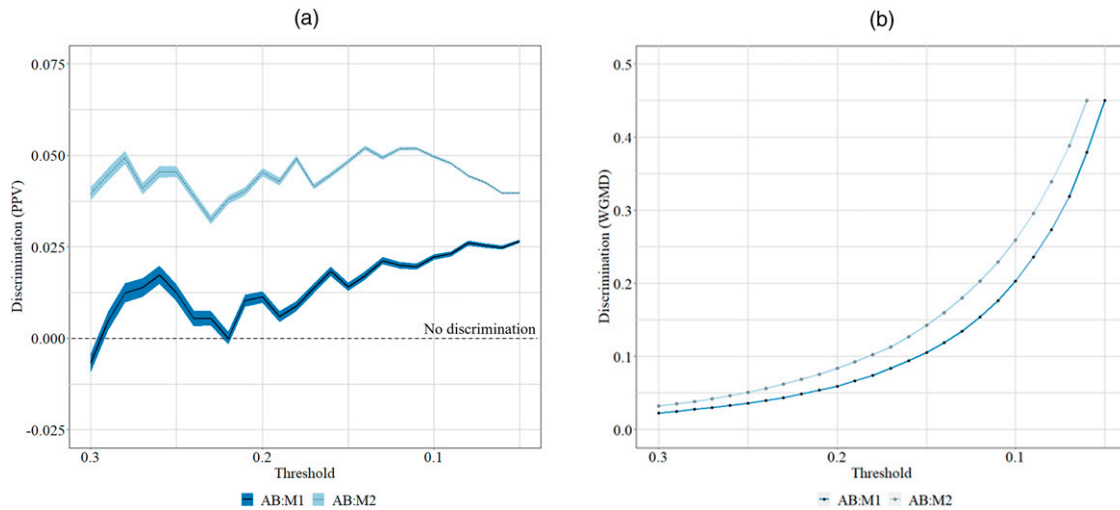 (a)
0.075
0.050
0.025
0.000
-0.025
Discrimination (PPV)
No discrimination
0.3
0.2
0.1
Threshold
AB:M1 AB:M2
(b)
0.5
0.4
0.3
0.2
0.1
0.0
Discrimination (WGMD)
0.3
0.2
0.1
Threshold
AB:M1 AB:M2